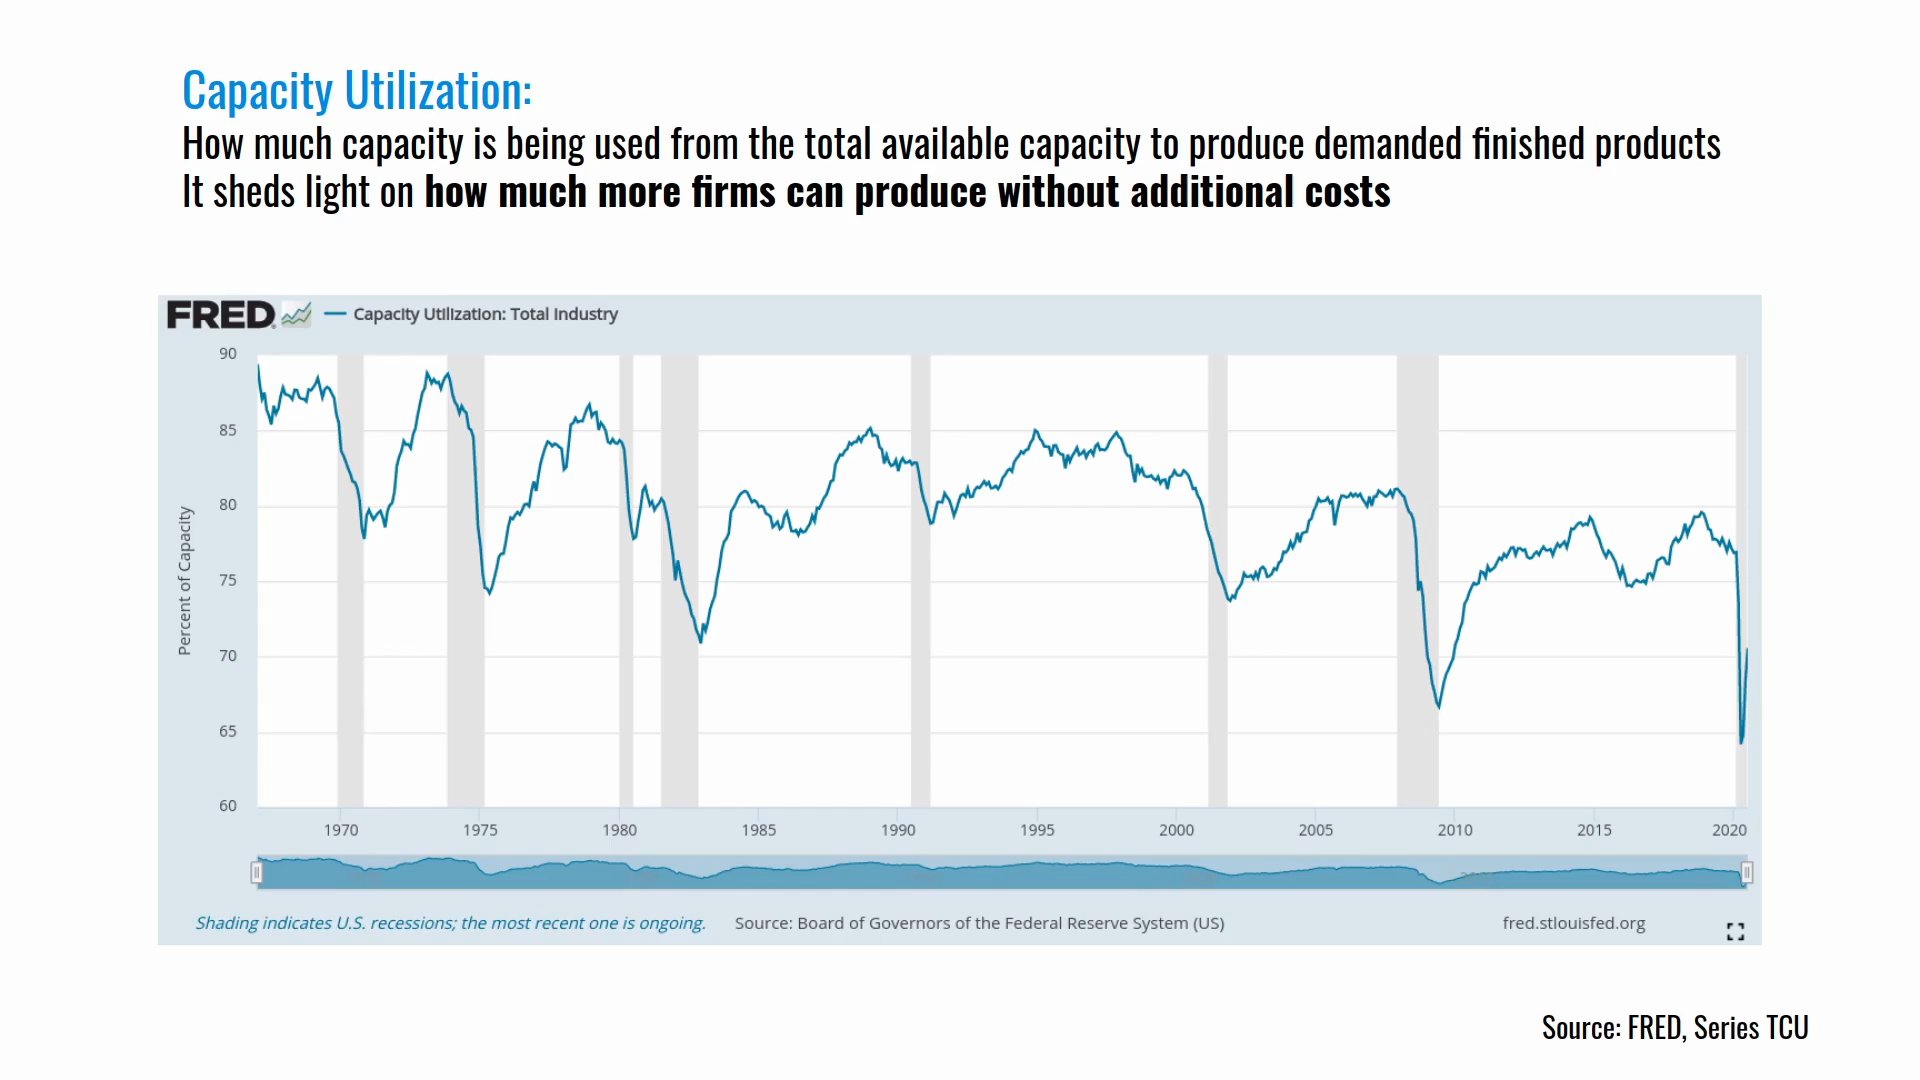 Capacity Utilization:
How much capacity is being used from the total available capacity to produce demanded finished products
It sheds light on how much more firms can produce without additional costs
FRED
Capacity Utilization: Total Industry
90
85
80
75
70
65
60
Percent of Capacity
1970 1975 1980 1985 1990 1995 2000 2005 2010 2015 2020
Shading indicates U.S. recessions; the most recent one is ongoing. Source: Board of Governors of the Federal Reserve System (US) fred.stlouisfed.org
Source: FRED, Series TCU